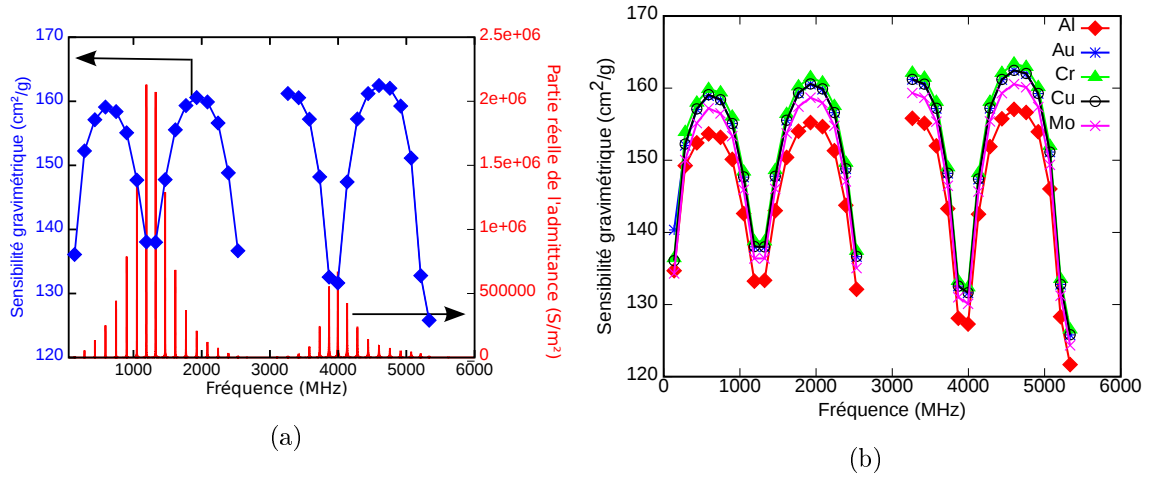 170
160
150
140
130
120
Sensibilité gravimétrique (cm²/g)
1000 2000 3000 4000 5000 6000
Fréquence (MHz)
2.5e+06
2e+06
1.5e+06
1e+06
500000
0
Partie réelle de l'admittance (S/m²)
(a)
170
160
150
140
130
120
Sensibilité gravimétrique (cm²/g)
Al
Au
Cr
Cu
Mo
0 1000 2000 3000 4000 5000 6000
Fréquence (MHz)
(b)